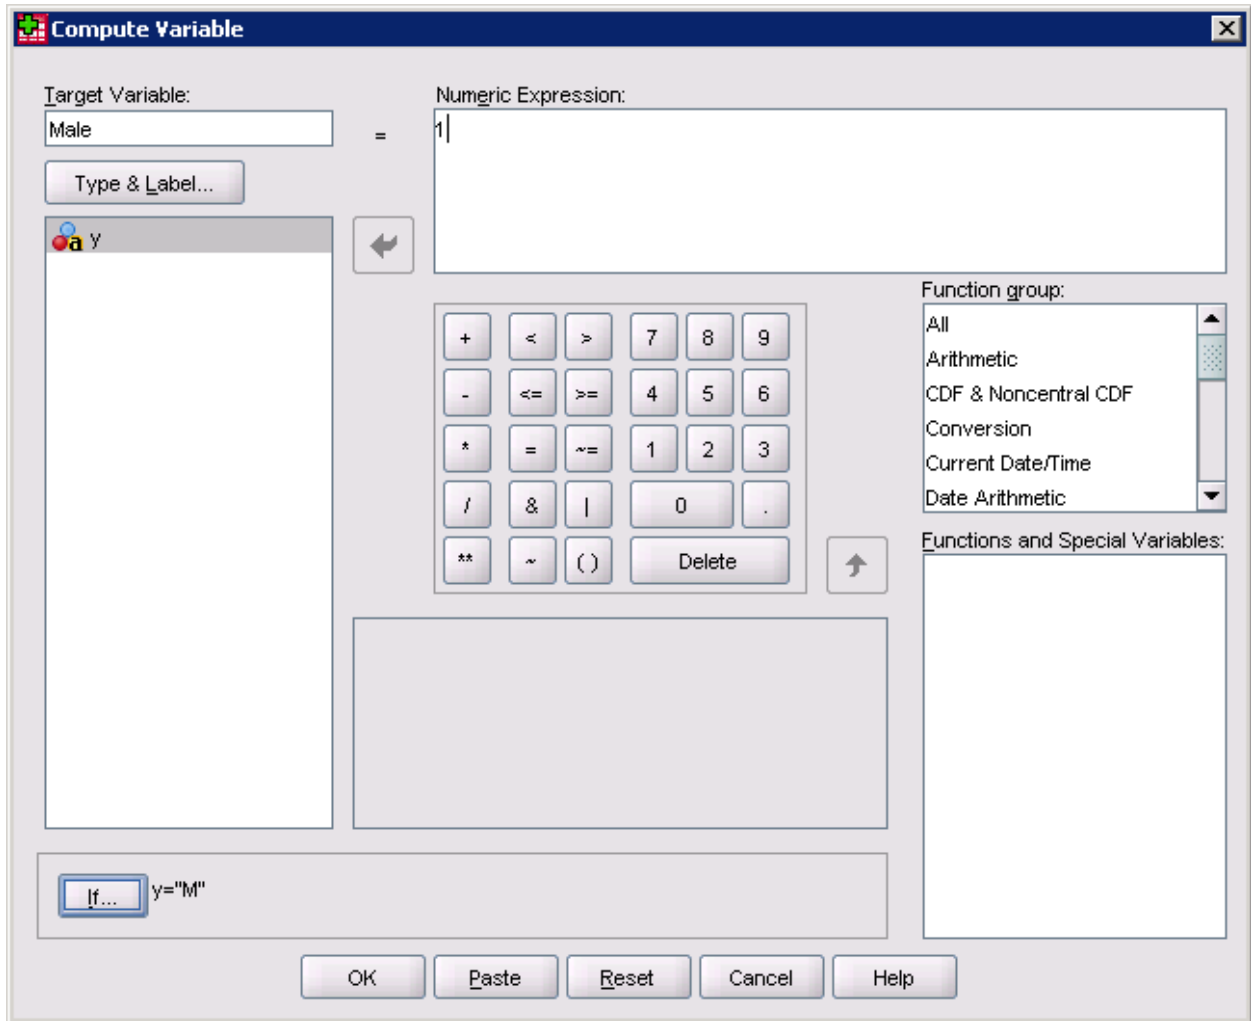 Compute Variable
Target Variable:
Numeric Expression:
Male
=
1
Type & Label...
a y
Function group:
All
Arithmetic
CDF & Noncentral CDF
Conversion
Current Date/Time
Date Arithmetic
+ < > 7 8 9
- <= >= 4 5 6
* = ~= 1 2 3
/ & | 0 .
** ~ ( ) Delete
Functions and Special Variables:
If... y="M"
OK Paste Reset Cancel Help